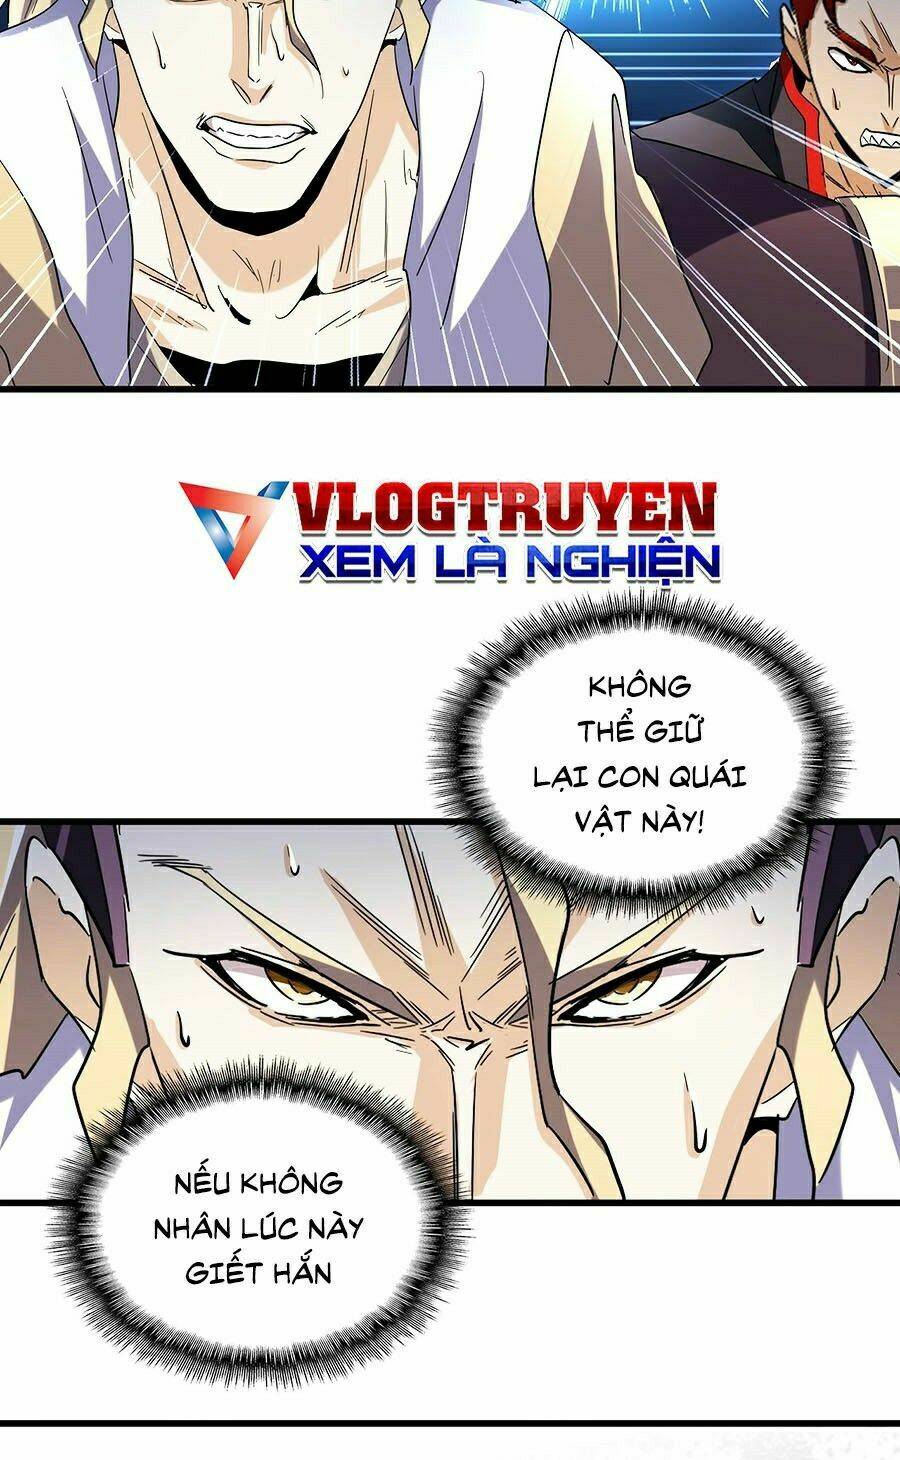 VLOGTRUYEN
XEM LÀ NGHIỆN
KHÔNG
THỂ GIỮ
LẠI CON QUÁI
VẬT NÀY!
NẾU KHÔNG
NHÂN LÚC NÀY
GIẾT HẮN